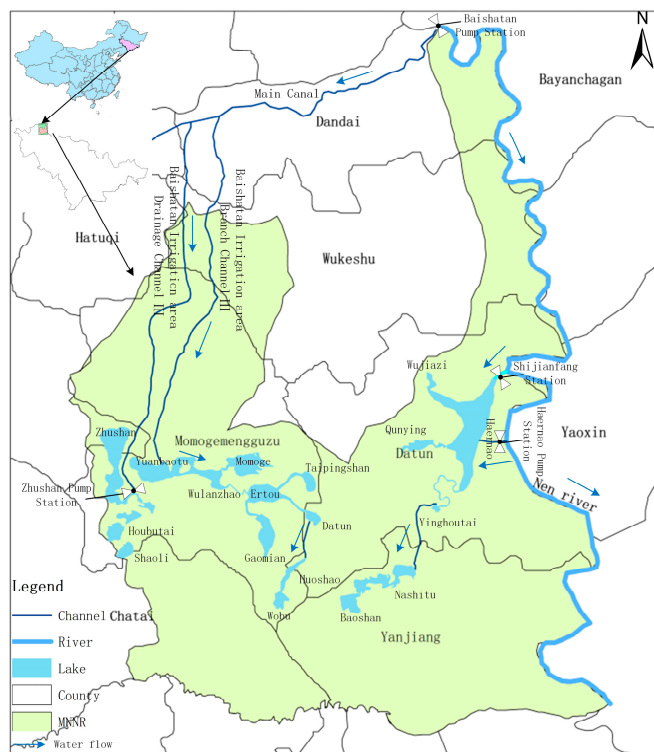 N
Baishatan
Pump Station
Bayanchagan
Main Canal
Dandai
Baishatan Irrigation area
Drainage Channel III
Baishatan Irrigation area
Branch Channel III
Hatuqi
Wukeshu
Wujiazi
Shijianfang
Station
Qunying
Datun
Haernao
Haernao Pump
Station
Yaoxin
Nen river
Zhushan
Momogemengguzu
Yuanbaotu
Momoge
Taipingshan
Zhushan Pump
Station
Wulanzhao
Ertou
Datun
Yinghoutai
Houbutai
Shaoli
Gaomian
Huoshao
Wobu
Nashitu
Baoshan
Yanjiang
Chatai
Legend
Channel
River
Lake
County
MNNR
Water flow